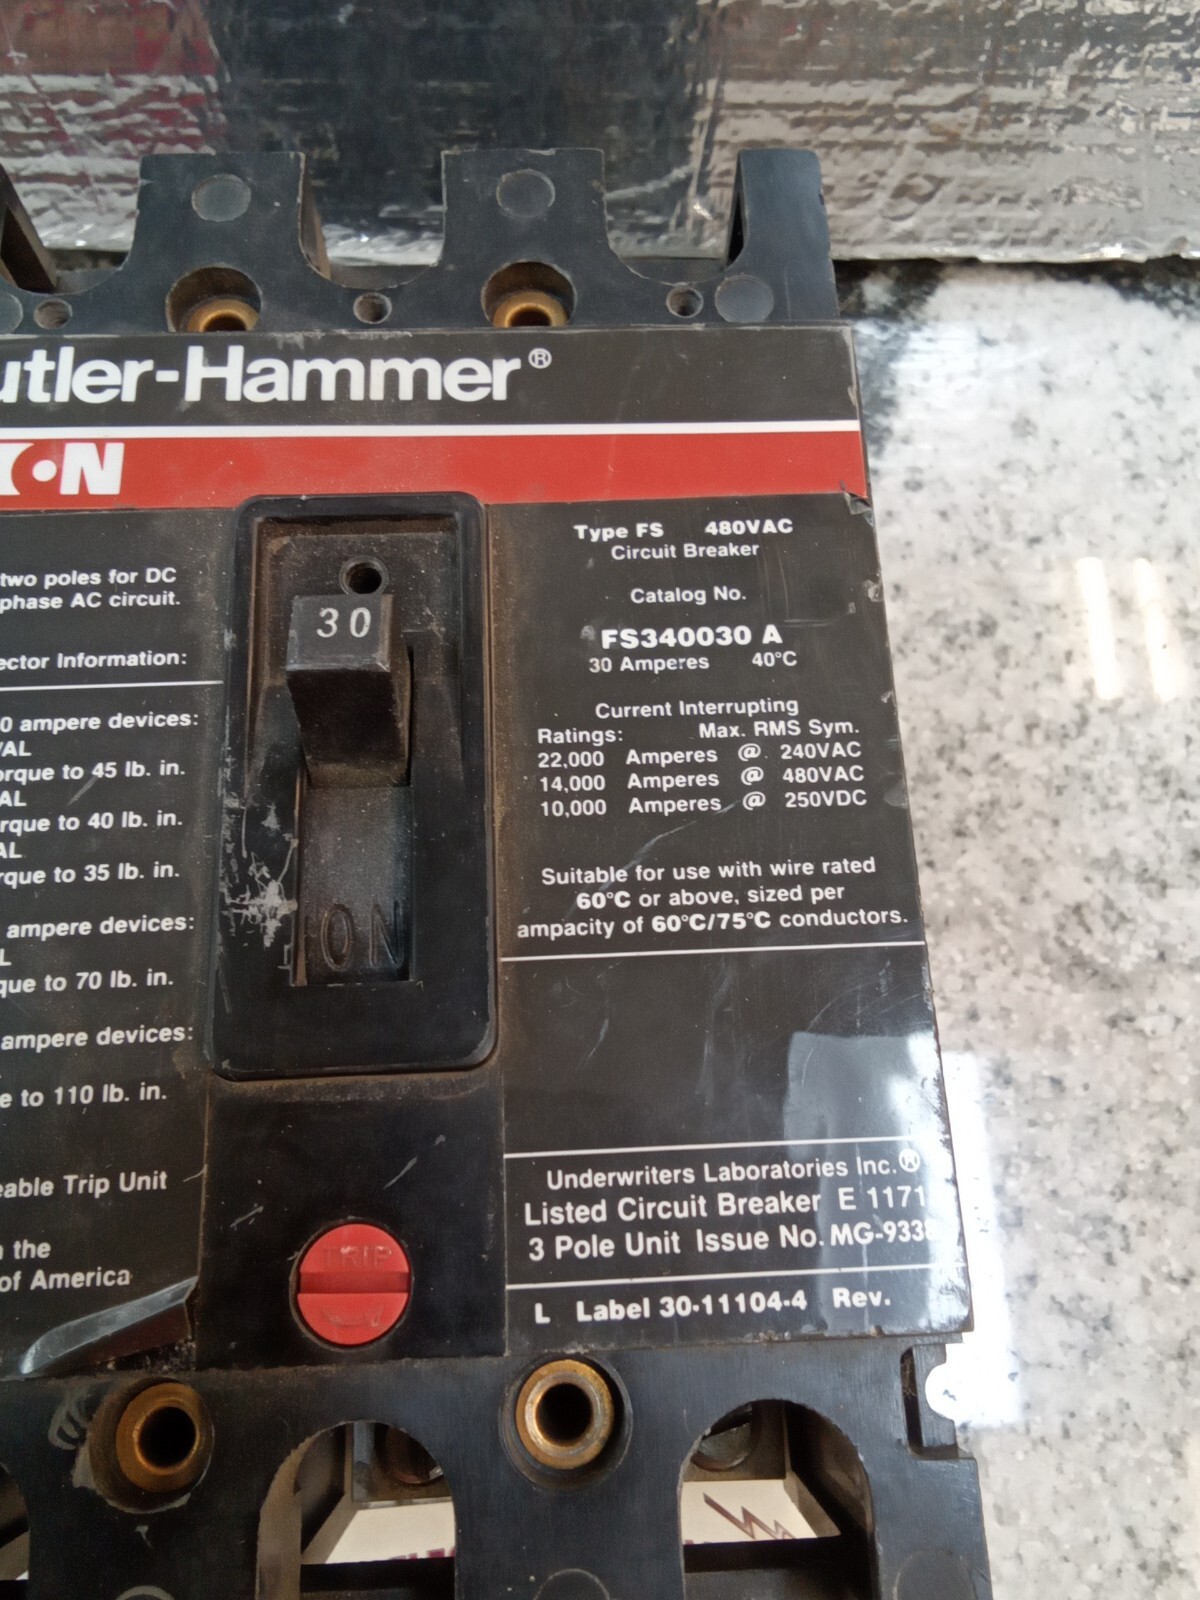 utler-Hammer®
ON
two poles for DC
phase AC circuit.
ector Information:
0 ampere devices:
AL
orque to 45 lb. in.
AL
rque to 40 lb. in.
AL
rque to 35 lb. in.
ampere devices:
L
que to 70 lb. in.
ampere devices:
e to 110 lb. in.
eable Trip Unit
the
of America
30
ON
TRIP
Type FS 480VAC
Circuit Breaker
Catalog No.
FS340030 A
30 Amperes 40°C
Current Interrupting
Ratings: Max. RMS Sym.
22,000 Amperes @ 240VAC
14,000 Amperes @ 480VAC
10,000 Amperes @ 250VDC
Suitable for use with wire rated
60°C or above, sized per
ampacity of 60°C/75°C conductors.
Underwriters Laboratories Inc.®
Listed Circuit Breaker E 1171
3 Pole Unit Issue No. MG-9338
L Label 30-11104-4 Rev.